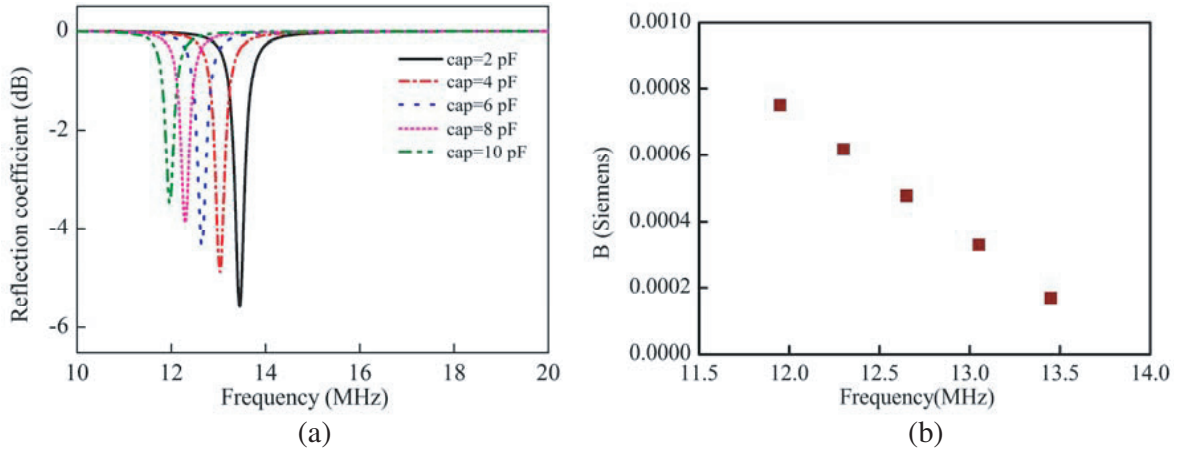 0
-2
-4
-6
Reflection coefficient (dB)
cap=2 pF
cap=4 pF
cap=6 pF
cap=8 pF
cap=10 pF
10 12 14 16 18 20
Frequency (MHz)
(a)
0.0010
0.0008
0.0006
0.0004
0.0002
0.0000
B (Siemens)
11.5 12.0 12.5 13.0 13.5 14.0
Frequency(MHz)
(b)